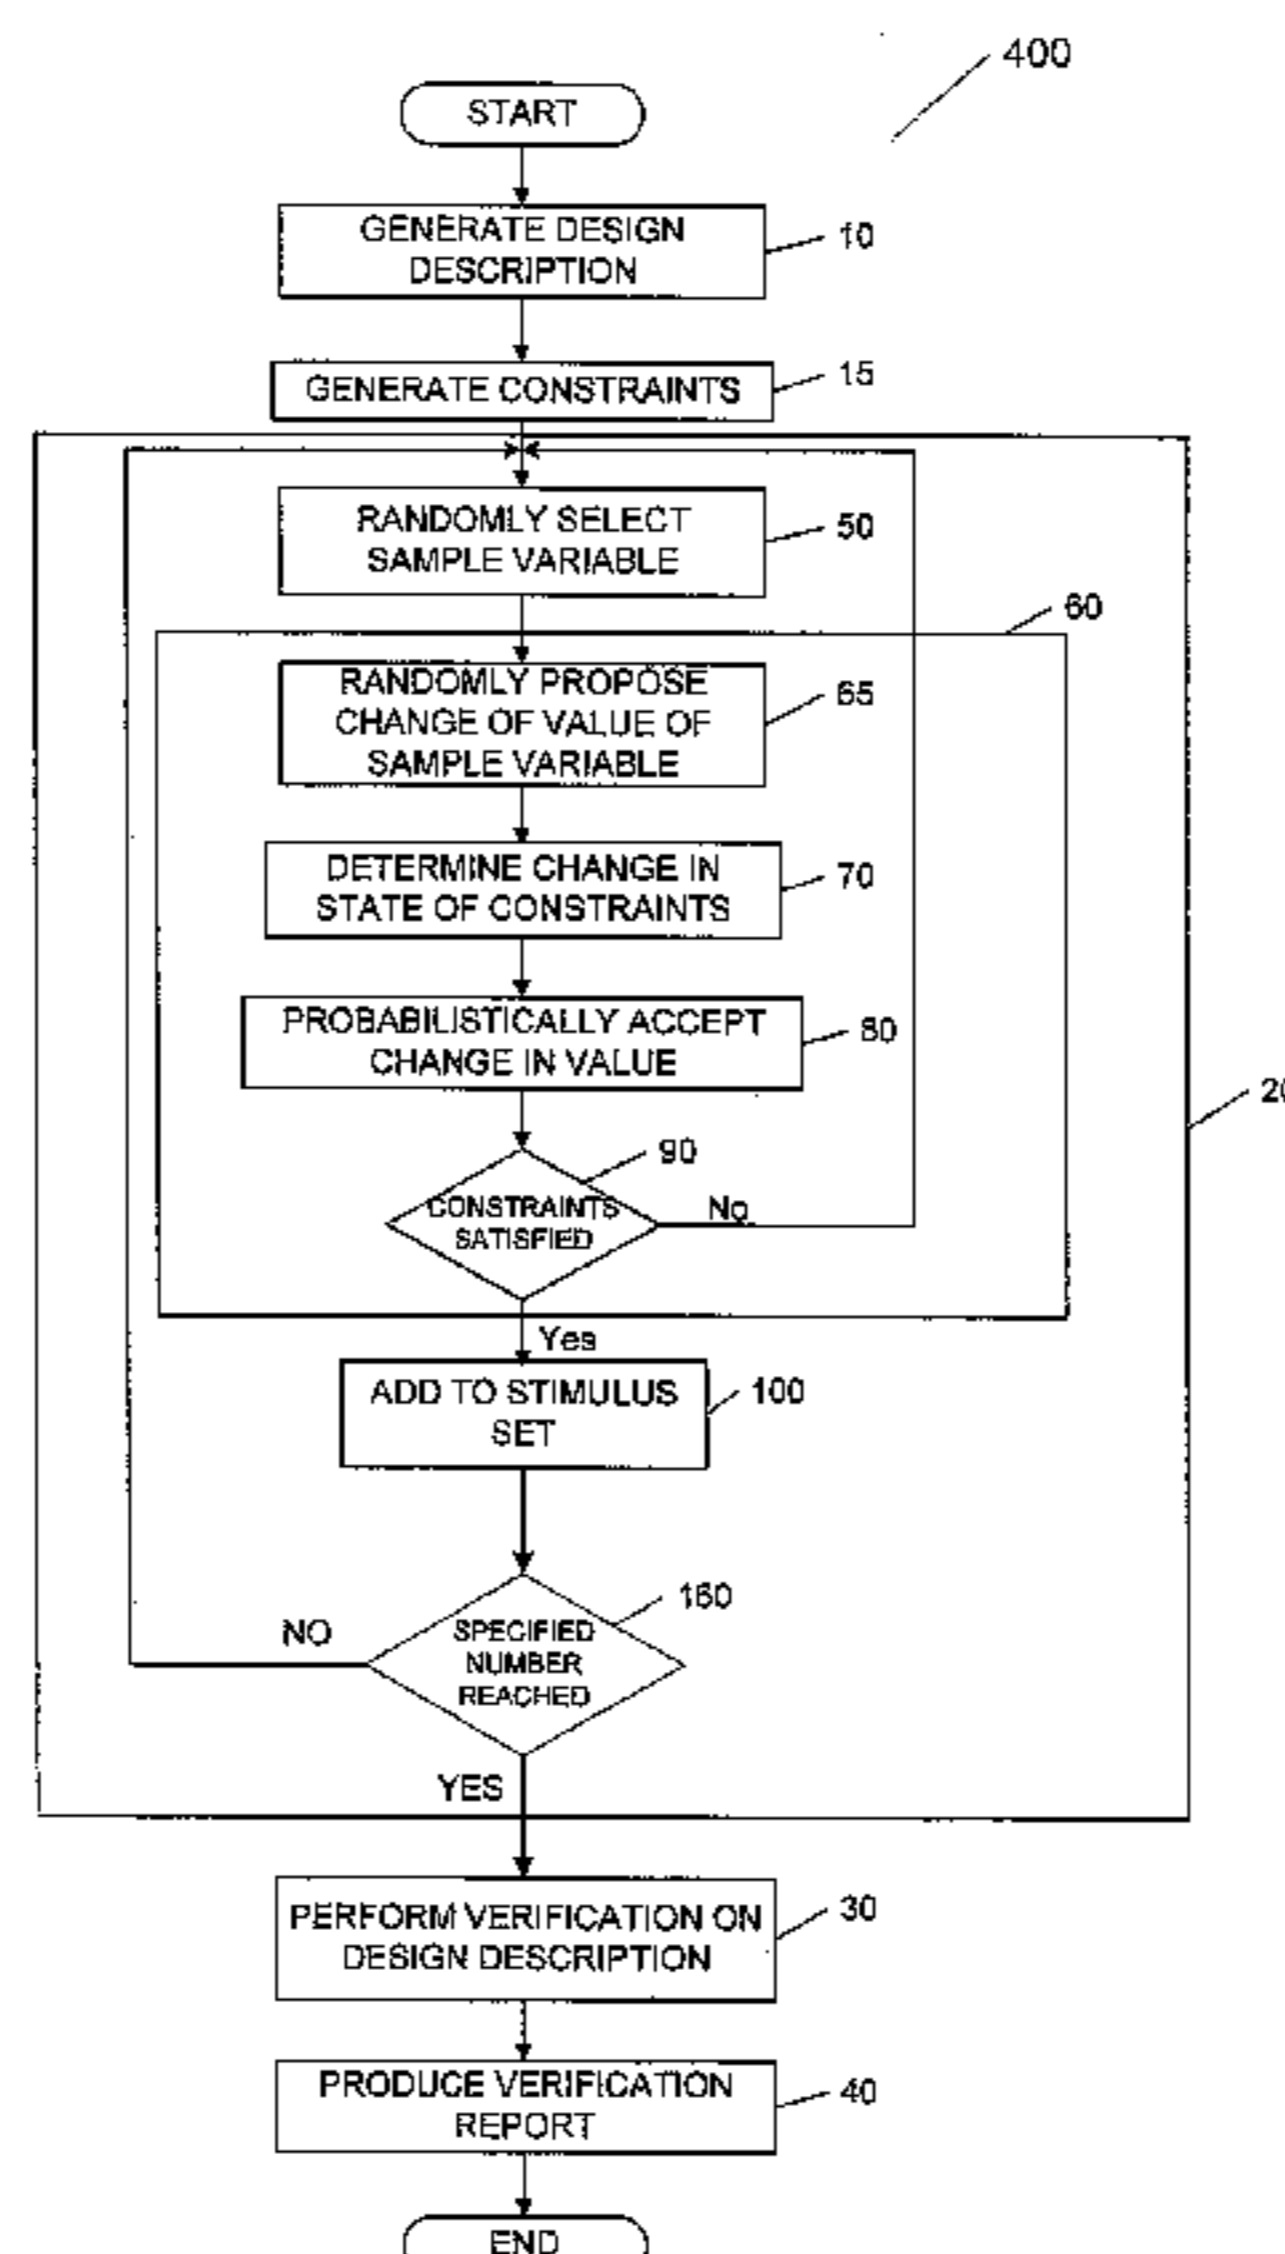 400
START
GENERATE DESIGN
DESCRIPTION
10
GENERATE CONSTRAINTS
15
RANDOMLY SELECT
SAMPLE VARIABLE
50
60
RANDOMLY PROPOSE
CHANGE OF VALUE OF
SAMPLE VARIABLE
65
DETERMINE CHANGE IN
STATE OF CONSTRAINTS
70
PROBABILISTICALLY ACCEPT
CHANGE IN VALUE
80
20
90
CONSTRAINTS
SATISFIED
No
Yes
ADD TO STIMULUS
SET
100
160
NO
SPECIFIED
NUMBER
REACHED
YES
PERFORM VERIFICATION ON
DESIGN DESCRIPTION
30
PRODUCE VERIFICATION
REPORT
40
END